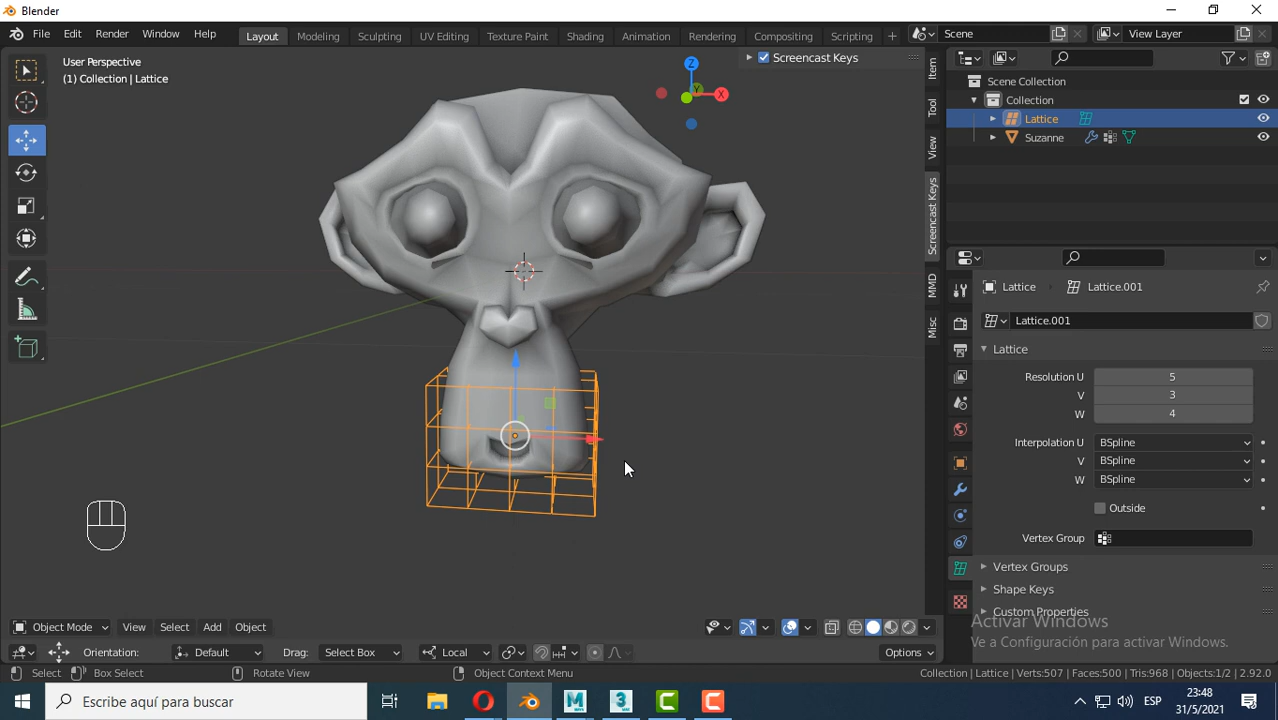 Blender
File Edit Render Window Help Layout Modeling Sculpting UV Editing Texture Paint Shading Animation Rendering Compositing Scripting + Scene View Layer
User Perspective
(1) Collection | Lattice
Screencast Keys
Z
Y
X
Item
Tool
View
Screencast Keys
MMD
Misc
Scene Collection
Collection
Lattice
Suzanne
Lattice Lattice.001
Lattice.001
Lattice
Resolution U 5
V 3
W 4
Interpolation U BSpline
V BSpline
W BSpline
Outside
Vertex Group
Vertex Groups
Shape Keys
Custom Properties
Activar Windows
Ve a Configuración para activar Windows.
Object Mode View Select Add Object
Orientation: Default Drag: Select Box Local Options
Select Box Select Rotate View Object Context Menu Collection | Lattice | Verts:507 | Faces:500 | Tris:968 | Objects:1/2 | 2.92.0
Escribe aquí para buscar
ESP
23:48
31/5/2021